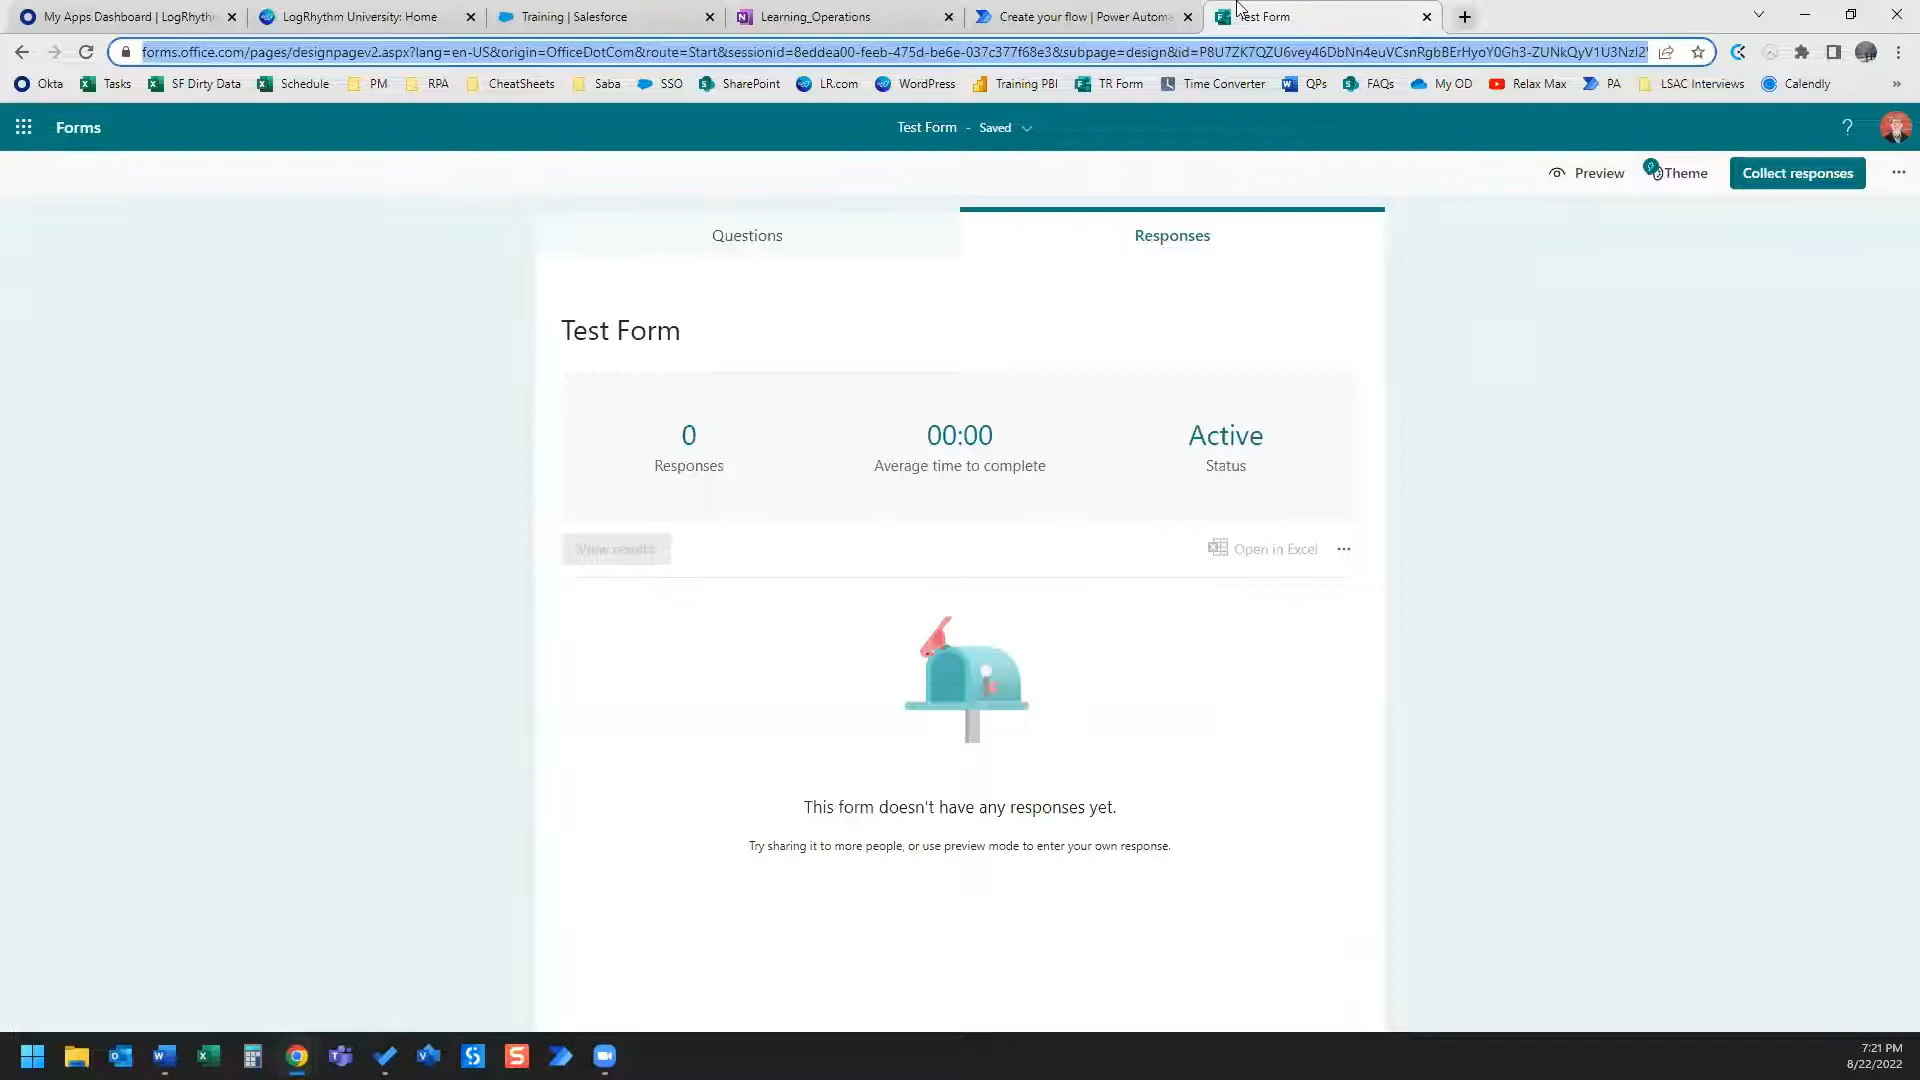 My Apps Dashboard | LogRhyth
LogRhythm University: Home
Training | Salesforce
Learning_Operations
Create your flow | Power Automa
Test Form
forms.office.com/pages/designpagev2.aspx?lang=en-US&origin=OfficeDotCom&route=Start&sessionid=8eddea00-feeb-475d-be6e-037c377f68e3&subpage=design&id=P8U7ZK7QZU6vey46DbNn4euVCsnRgbBErHyoY0Gh3-ZUNkQyV1U3NzI2
Okta
Tasks
SF Dirty Data
Schedule
PM
RPA
CheatSheets
Saba
SSO
SharePoint
LR.com
WordPress
Training PBI
TR Form
Time Converter
QPs
FAQs
My OD
Relax Max
PA
LSAC Interviews
Calendly
»
Forms
Test Form - Saved
?
Preview
Theme
Collect responses
Questions
Responses
Test Form
0
00:00
Active
Responses
Average time to complete
Status
View results
Open in Excel
This form doesn't have any responses yet.
Try sharing it to more people, or use preview mode to enter your own response.
7:21 PM
8/22/2022